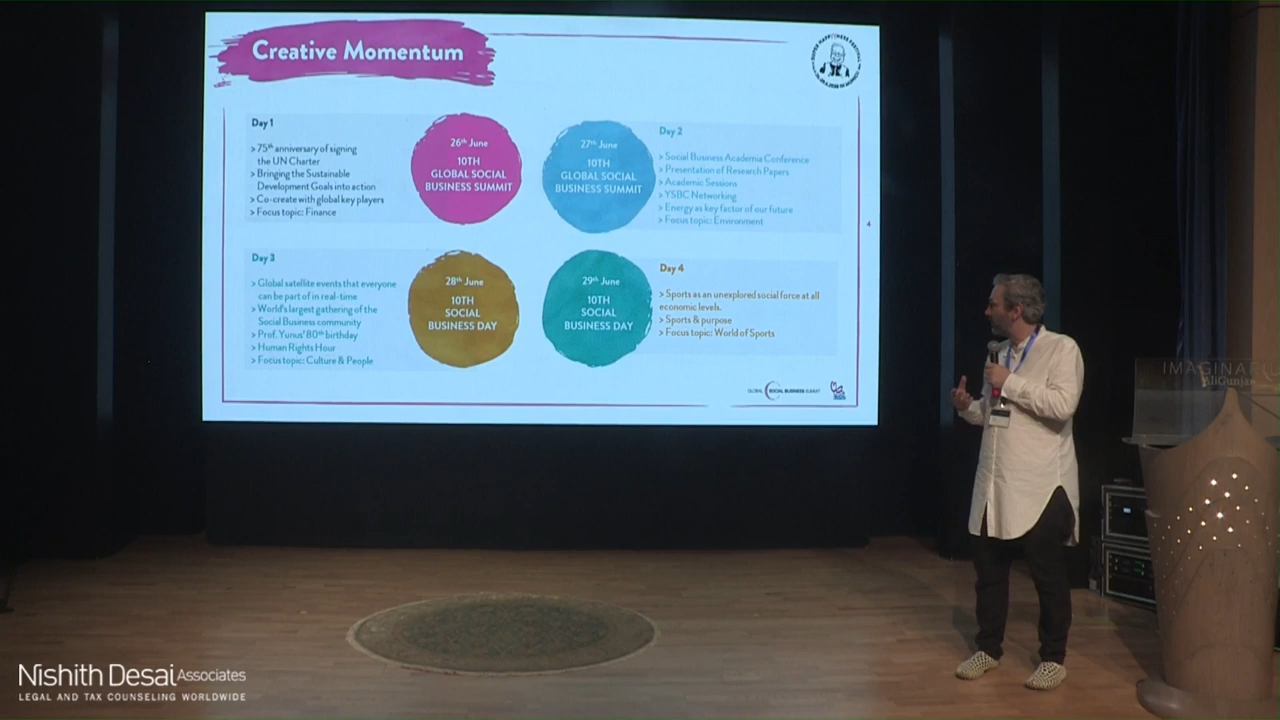 Creative Momentum
Day 1
> 75th anniversary of signing
the UN Charter
> Bringing the Sustainable
Development Goals into action
> Co-create with global key players
> Focus topic: Finance
26th June
10TH
GLOBAL SOCIAL
BUSINESS SUMMIT
27th June
10TH
GLOBAL SOCIAL
BUSINESS SUMMIT
Day 2
> Social Business Academia Conference
> Presentation of Research Papers
> Academic Sessions
> YSBC Networking
> Energy as key factor of our future
> Focus topic: Environment
4
Day 3
> Global satellite events that everyone
can be part of in real-time
> World's largest gathering of the
Social Business community
> Prof. Yunus' 80th birthday
> Human Rights Hour
> Focus topic: Culture & People
28th June
10TH
SOCIAL
BUSINESS DAY
29th June
10TH
SOCIAL
BUSINESS DAY
Day 4
> Sports as an unexplored social force at all
economic levels.
> Sports & purpose
> Focus topic: World of Sports
GLOBAL SOCIAL BUSINESS SUMMIT
AliGunjan
Nishith Desai Associates
LEGAL AND TAX COUNSELING WORLDWIDE